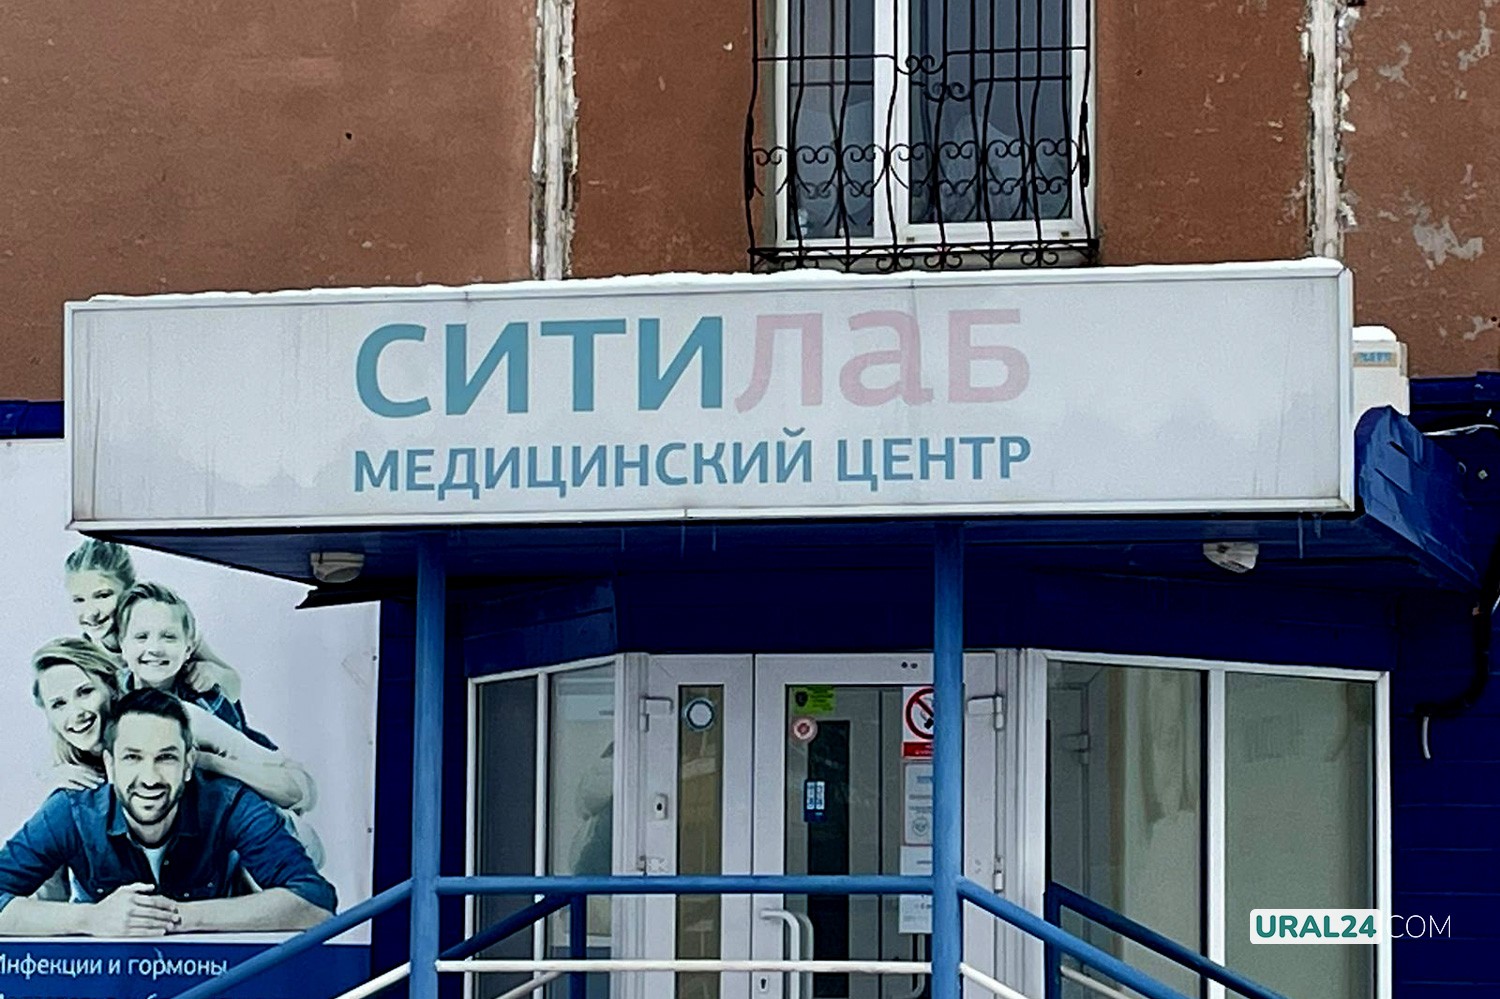 СИТИЛАБ
МЕДИЦИНСКИЙ ЦЕНТР
Инфекции и гормоны
URAL24.COM